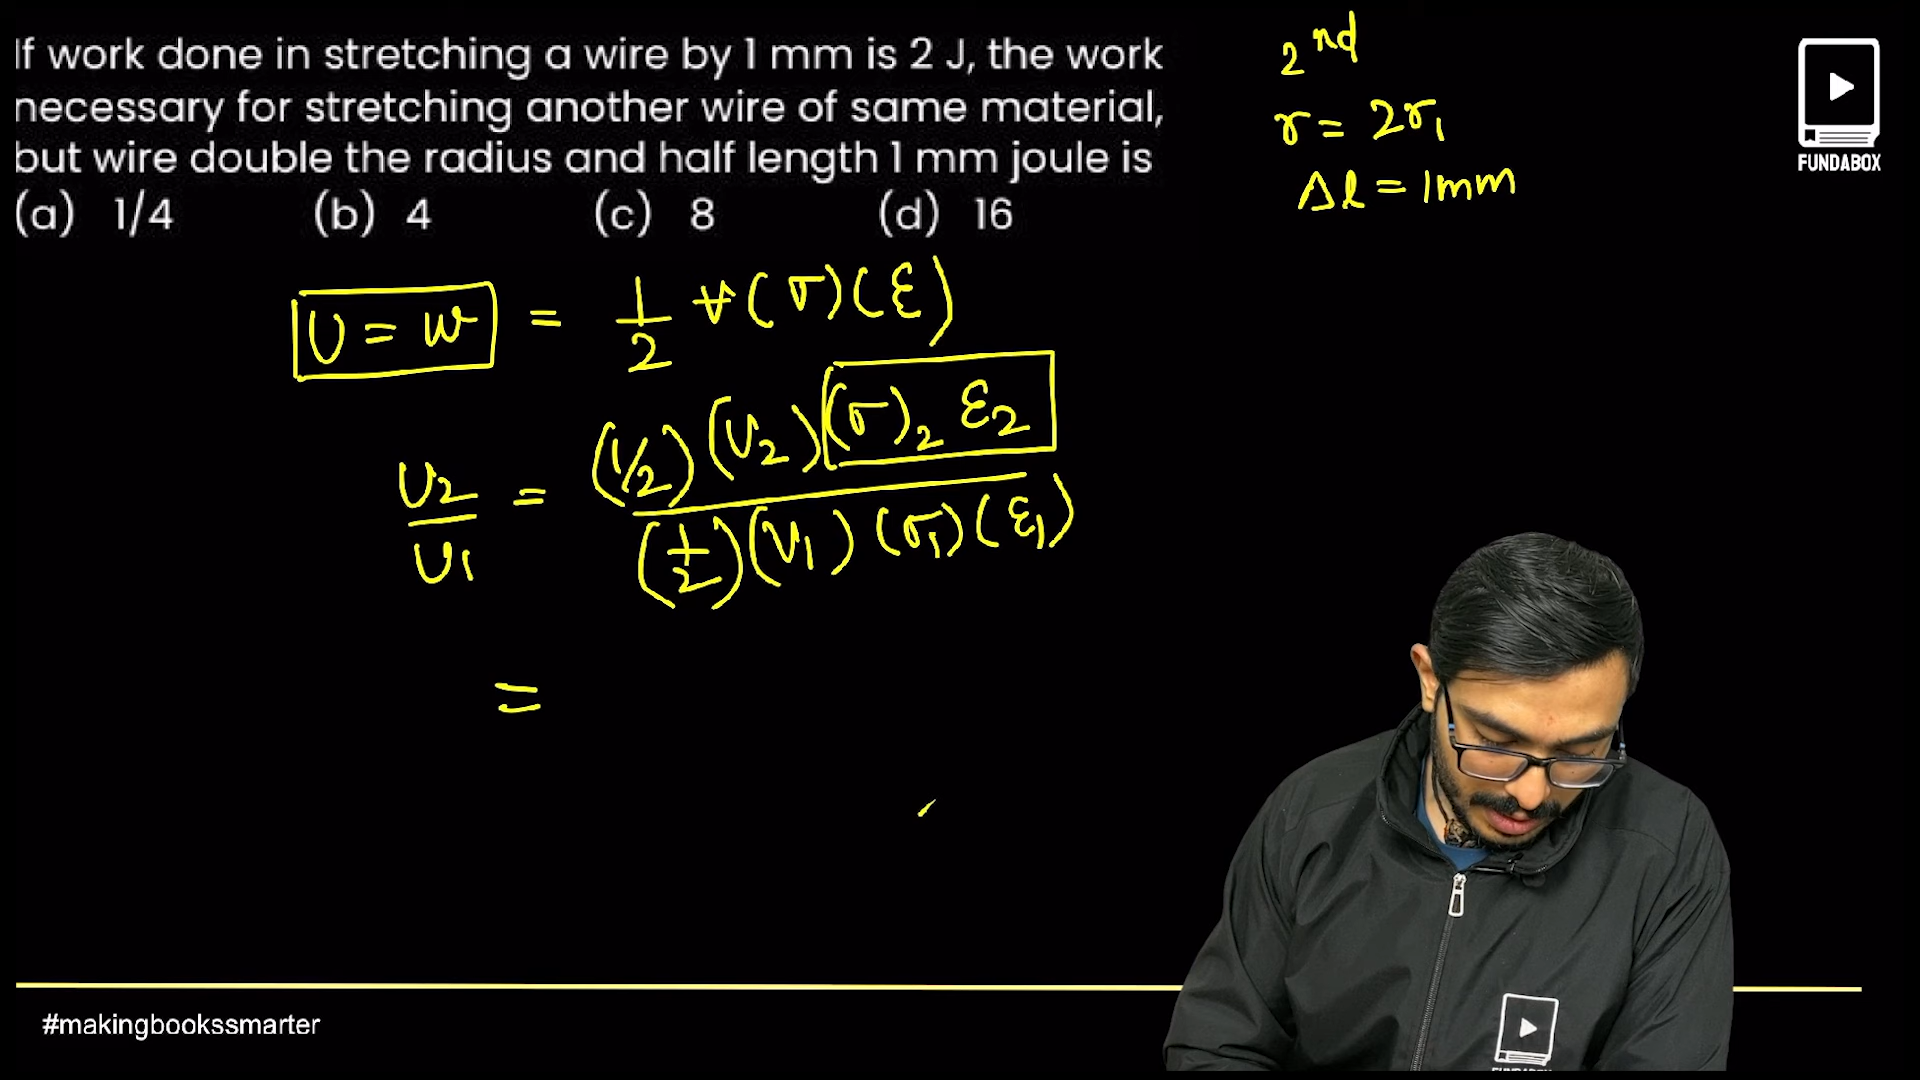 If work done in stretching a wire by 1 mm is 2 J, the work
necessary for stretching another wire of same material,
but wire double the radius and half length 1 mm joule is
(a) 1/4 (b) 4 (c) 8 (d) 16
2nd
r = 2r₁
Δl = 1mm
FUNDABOX
U = W = 1/2 V (σ)(ε)
U₂/U₁ = (1/2)(V₂)(σ)₂ ε₂ / (1/2)(V₁)(σ₁)(ε₁)
=
#makingbookssmarter